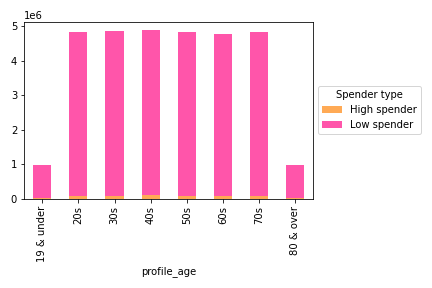 1e6
5
4
3
2
1
0
19 & under
20s
30s
40s
50s
60s
70s
80 & over
profile_age
Spender type
High spender
Low spender